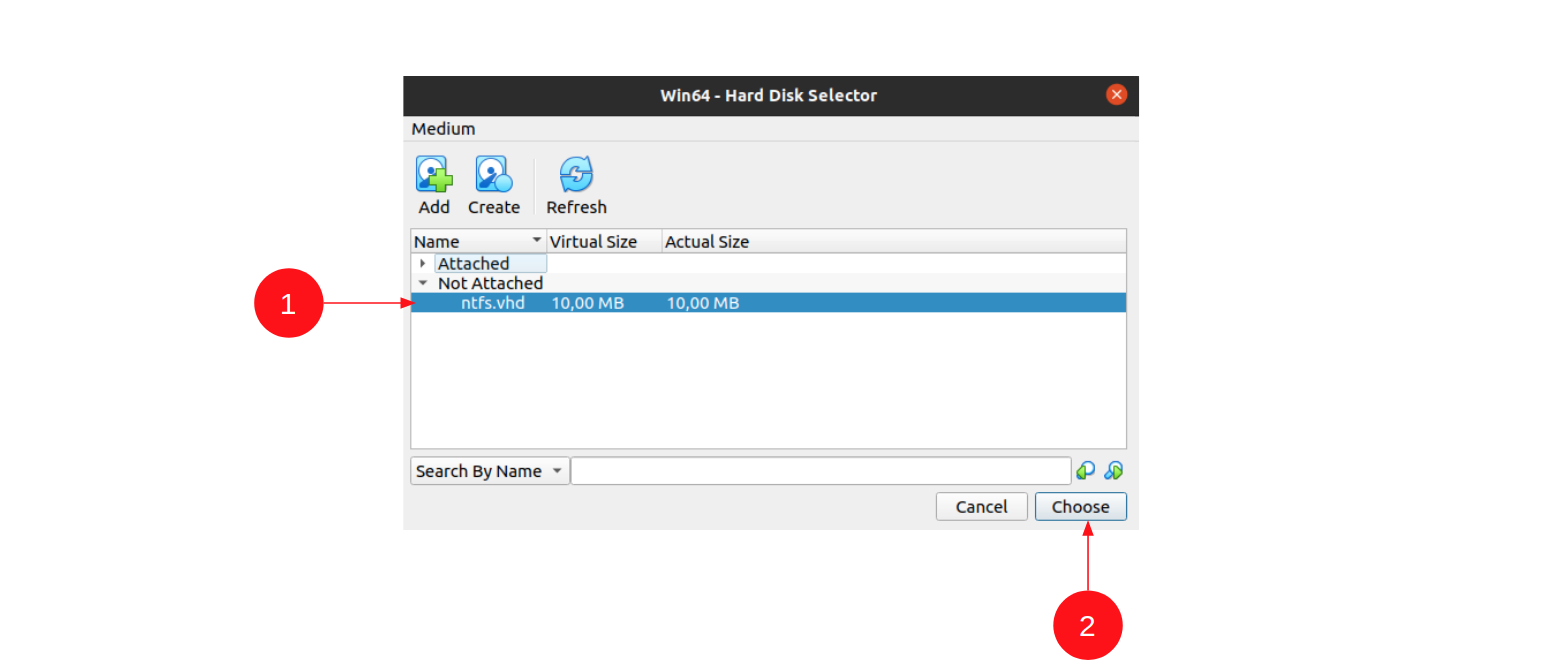 Win64 - Hard Disk Selector
Medium
Add Create Refresh
Name Virtual Size Actual Size
Attached
Not Attached
1 ntfs.vhd 10,00 MB 10,00 MB
Search By Name
Cancel Choose
2